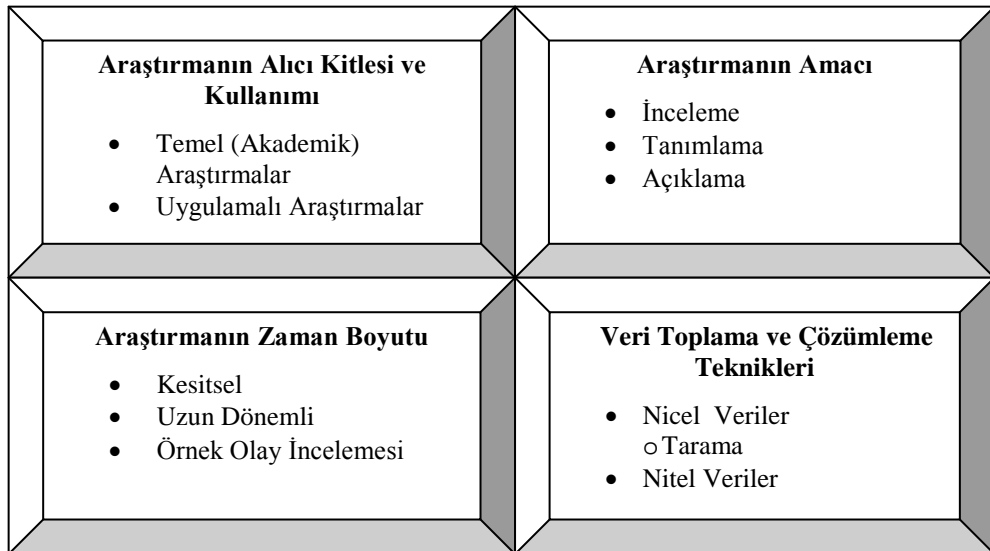 Araştırmanın Alıcı Kitlesi ve
Kullanımı
• Temel (Akademik)
Araştırmalar
• Uygulamalı Araştırmalar
Araştırmanın Amacı
• İnceleme
• Tanımlama
• Açıklama
Araştırmanın Zaman Boyutu
• Kesitsel
• Uzun Dönemli
• Örnek Olay İncelemesi
Veri Toplama ve Çözümleme
Teknikleri
• Nicel Veriler
o Tarama
• Nitel Veriler